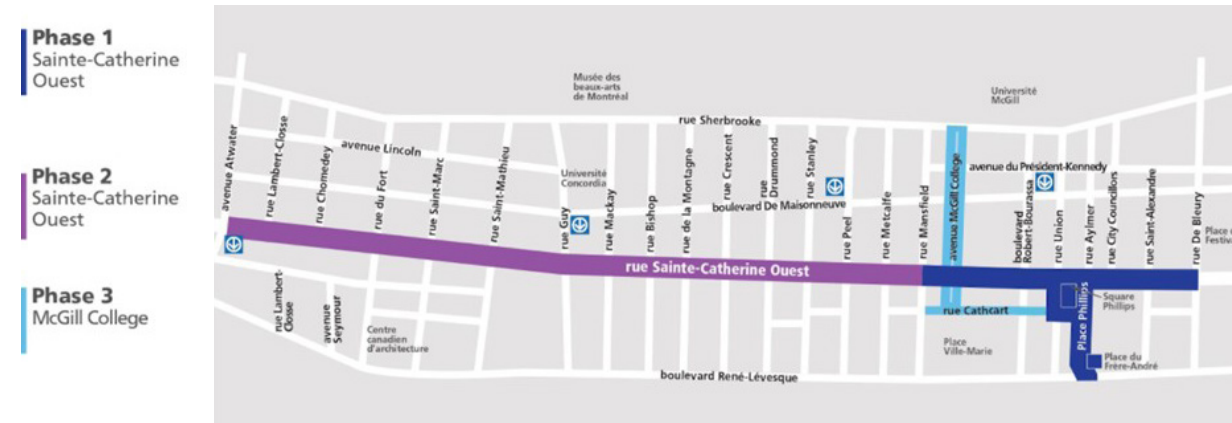 Phase 1
Sainte-Catherine
Ouest
Phase 2
Sainte-Catherine
Ouest
Phase 3
McGill College
Musée des
beaux-arts
de Montréal
Université
McGill
rue Sherbrooke
avenue Atwater
rue Lambert-Closse
rue Chomedey
avenue Lincoln
rue du Fort
rue Saint-Marc
rue Saint-Mathieu
Université
Concordia
rue Guy
rue Mackay
rue Bishop
rue de la Montagne
rue Crescent
rue
Drummond
rue Stanley
boulevard De Maisonneuve
rue Peel
rue Metcalfe
rue Mansfield
avenue McGill College
avenue du Président-Kennedy
boulevard
Robert-Bourassa
rue Union
rue Aylmer
rue City Councillors
rue Saint-Alexandre
rue De Bleury
Place
Festiv
rue Sainte-Catherine Ouest
rue Lambert-
Closse
avenue
Seymour
Centre
canadien
d'architecture
rue Cathcart
Place
Ville-Marie
Place Phillips
Square
Phillips
Place du
Frère-André
boulevard René-Lévesque